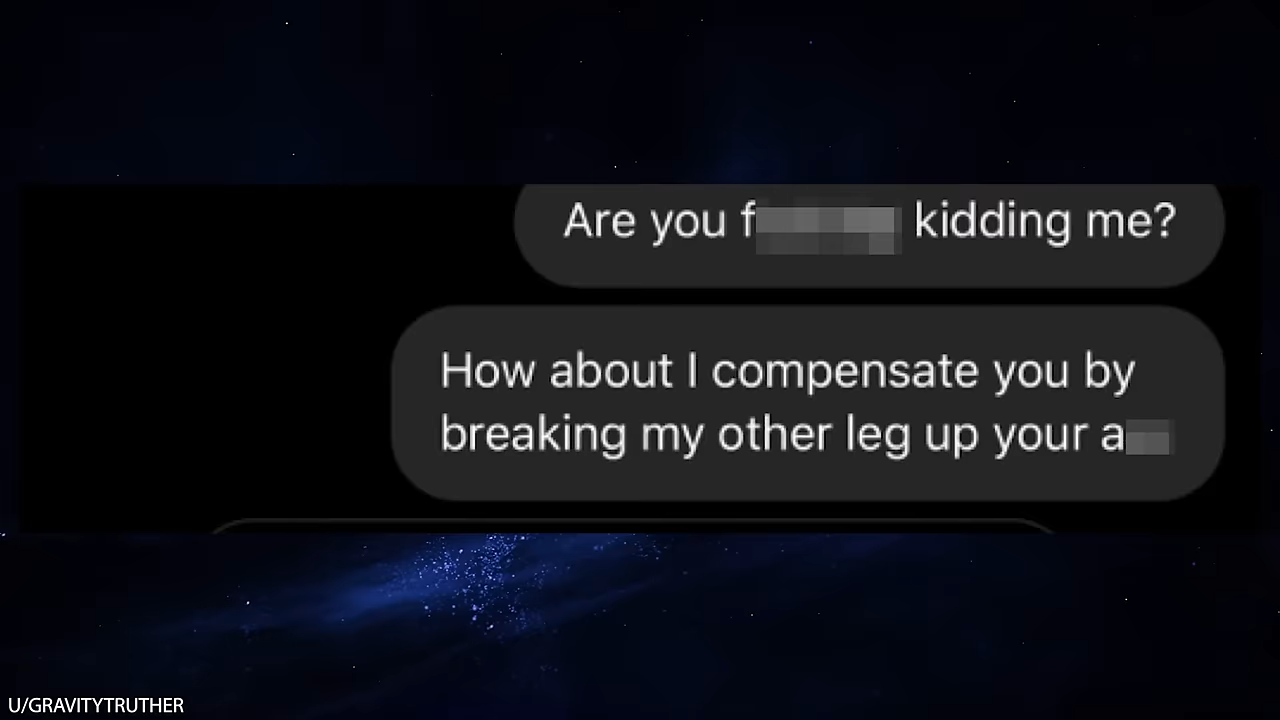 Are you f kidding me?
How about I compensate you by
breaking my other leg up your a
U/GRAVITYTRUTHER